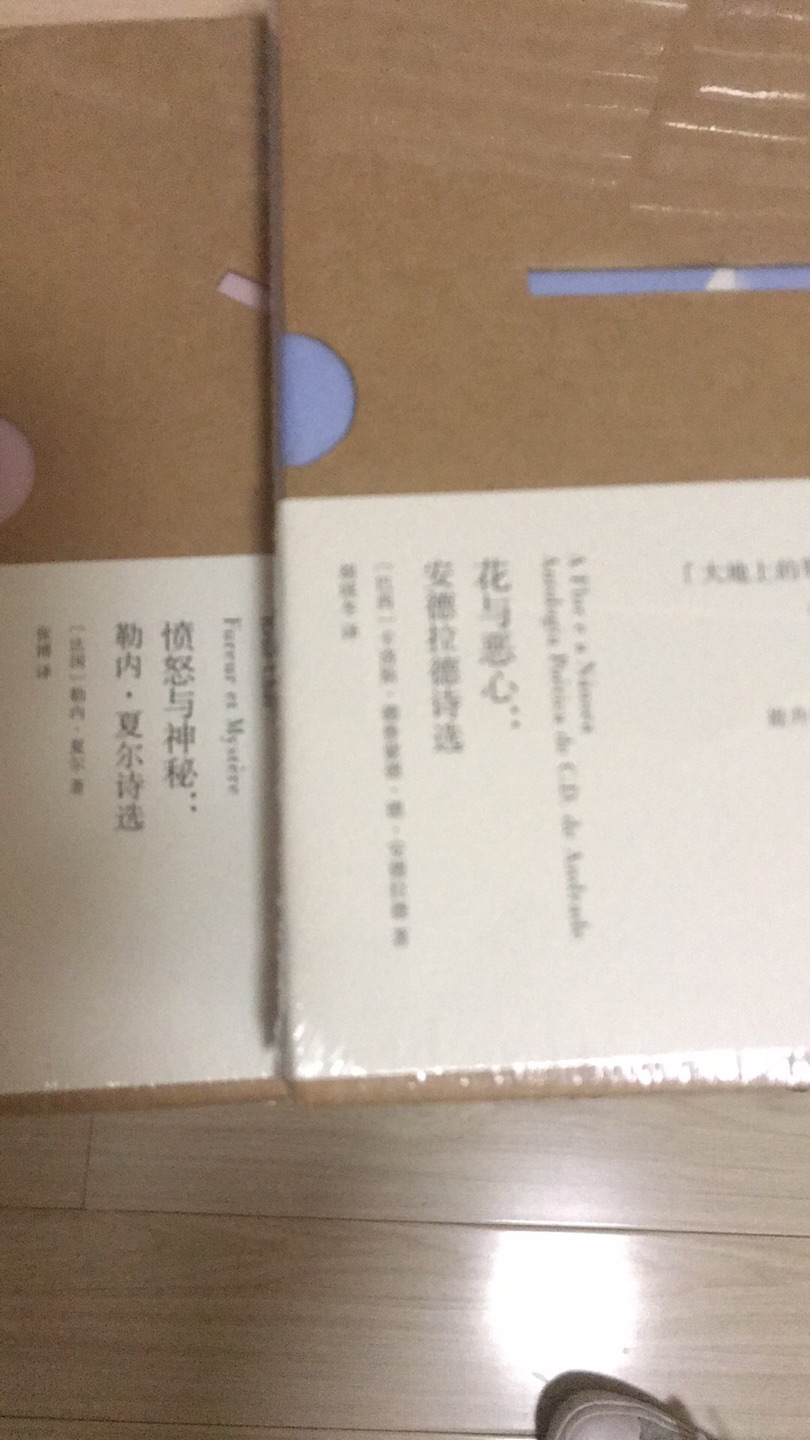 Fureur et Mystère
愤怒与神秘：
勒内·夏尔诗选
〔法国〕勒内·夏尔 著
张博 译
「大地上的
A Flor e a Náusea
Antologia Poética de C.D. de Andrade
花与恶心：
安德拉德诗选
〔巴西〕卡洛斯·德鲁蒙德·德·安德拉德 著
译